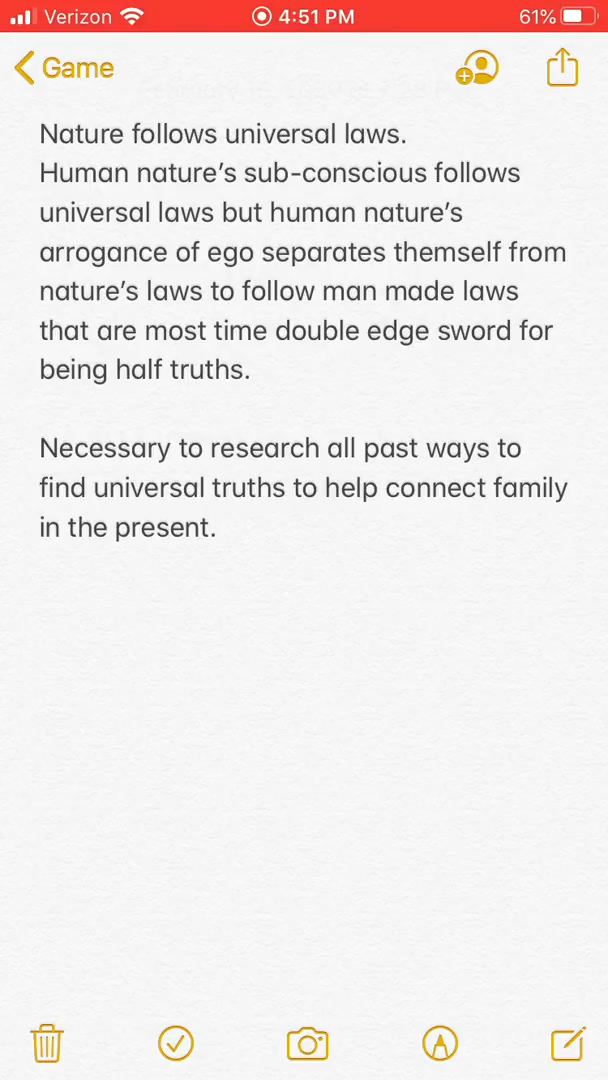 Verizon 4:51 PM 61%
Game
Nature follows universal laws.
Human nature's sub-conscious follows
universal laws but human nature's
arrogance of ego separates themself from
nature's laws to follow man made laws
that are most time double edge sword for
being half truths.
Necessary to research all past ways to
find universal truths to help connect family
in the present.